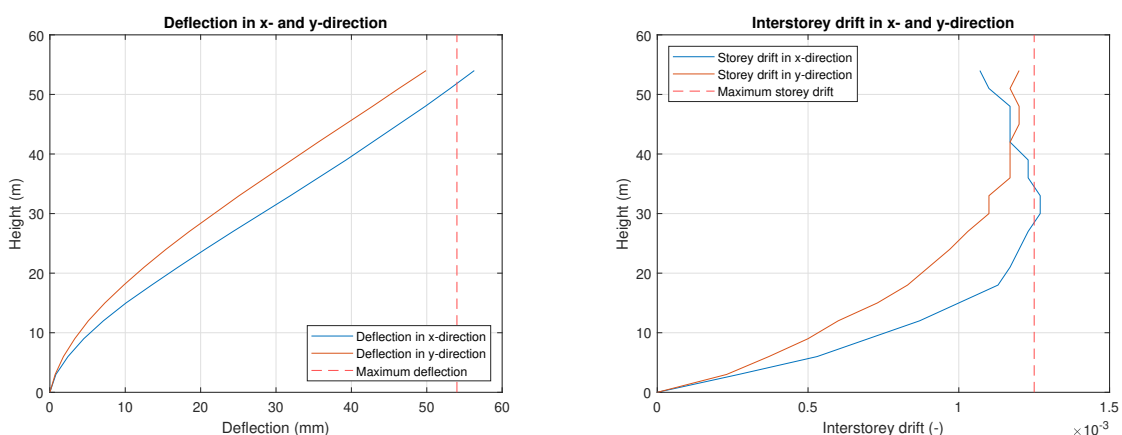 Deflection in x- and y-direction
60
50
40
30
20
10
0
Height (m)
0 10 20 30 40 50 60
Deflection (mm)
Deflection in x-direction
Deflection in y-direction
Maximum deflection
Interstorey drift in x- and y-direction
60
50
40
30
20
10
0
Height (m)
0 0.5 1 1.5
Interstorey drift (-)
×10⁻³
Storey drift in x-direction
Storey drift in y-direction
Maximum storey drift